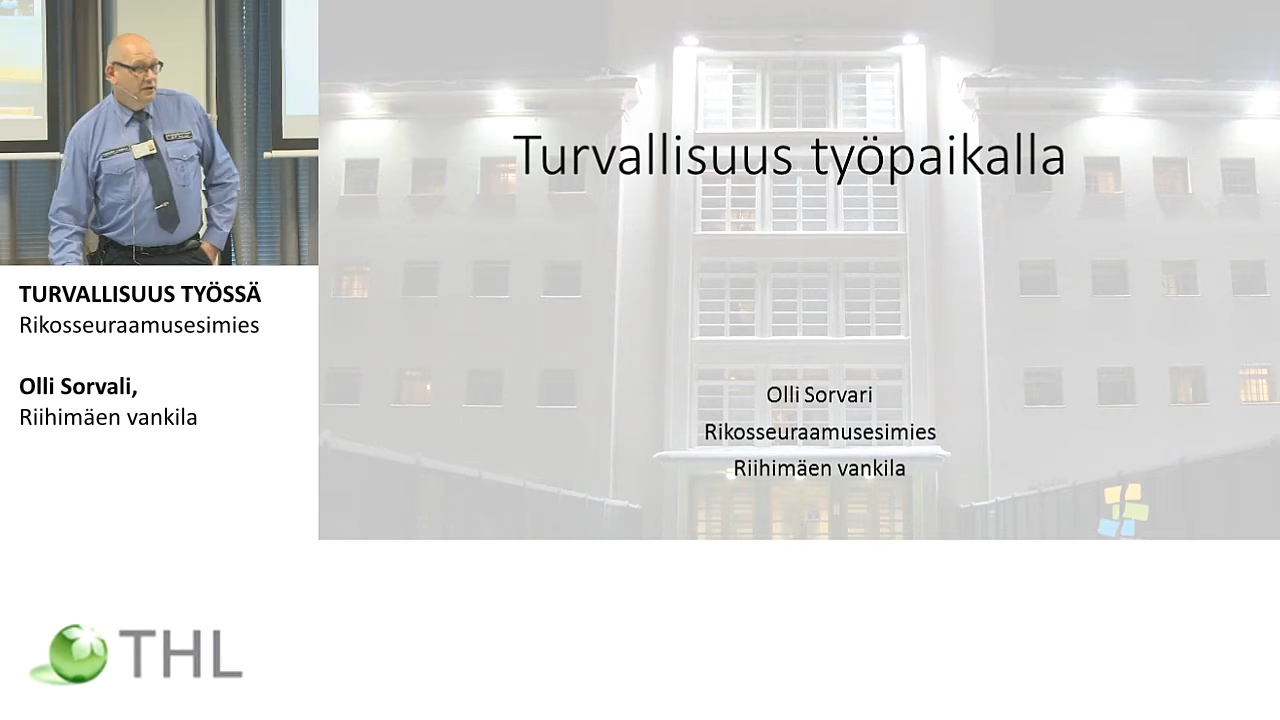 TURVALLISUUS TYÖSSÄ
Rikosseuraamusesimies
Olli Sorvali,
Riihimäen vankila
Turvallisuus työpaikalla
Olli Sorvari
Rikosseuraamusesimies
Riihimäen vankila
THL